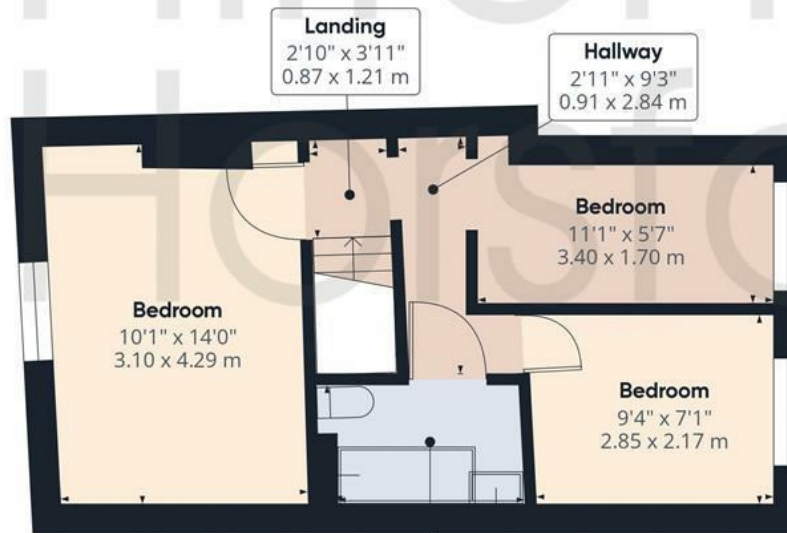 Landing
2'10" x 3'11"
0.87 x 1.21 m
Hallway
2'11" x 9'3"
0.91 x 2.84 m
Bedroom
11'1" x 5'7"
3.40 x 1.70 m
Bedroom
10'1" x 14'0"
3.10 x 4.29 m
Bedroom
9'4" x 7'1"
2.85 x 2.17 m